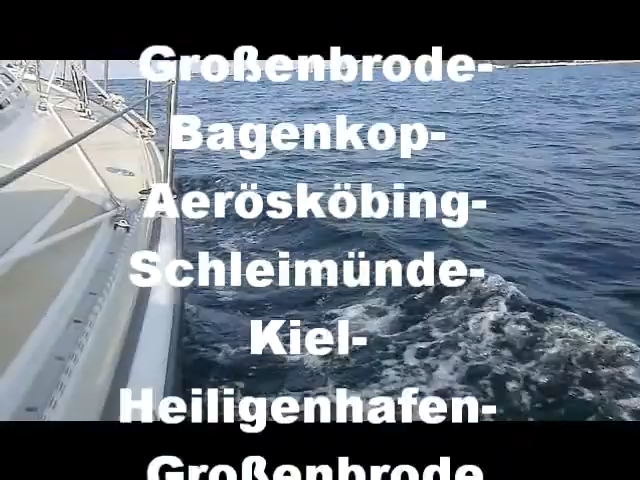 Großenbrode-
Bagenkop-
Aerösköbing-
Schleimünde-
Kiel-
Heiligenhafen-
Großenbrode